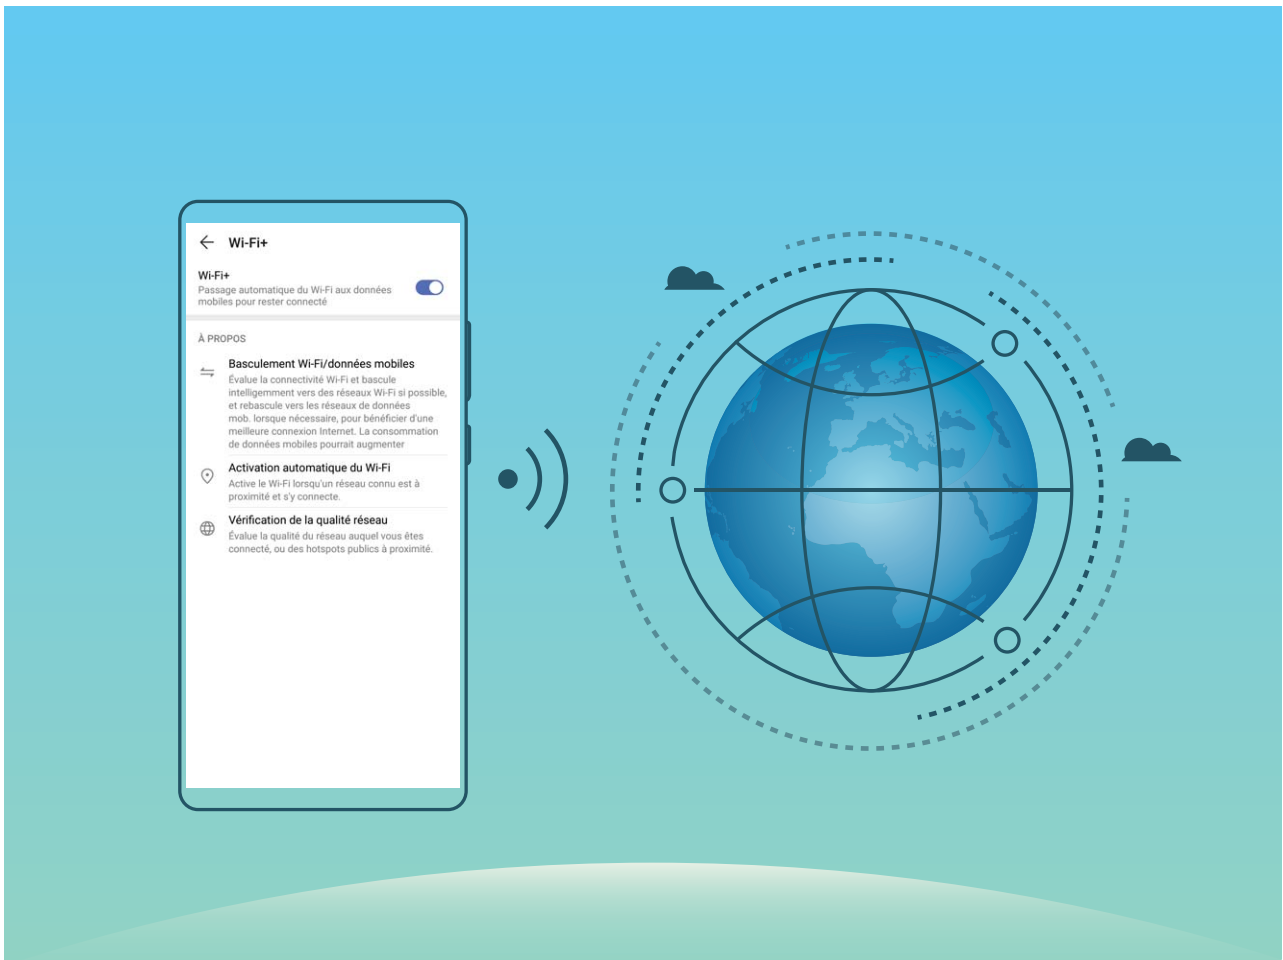 Wi-Fi+
Wi-Fi+
Passage automatique du Wi-Fi aux données
mobiles pour rester connecté
À PROPOS
Basculement Wi-Fi/données mobiles
Évalue la connectivité Wi-Fi et bascule
intelligemment vers des réseaux Wi-Fi si possible,
et rebascule vers les réseaux de données
mob. lorsque nécessaire, pour bénéficier d'une
meilleure connexion Internet. La consommation
de données mobiles pourrait augmenter
Activation automatique du Wi-Fi
Active le Wi-Fi lorsqu'un réseau connu est à
proximité et s'y connecte.
Vérification de la qualité réseau
Évalue la qualité du réseau auquel vous êtes
connecté, ou des hotspots publics à proximité.